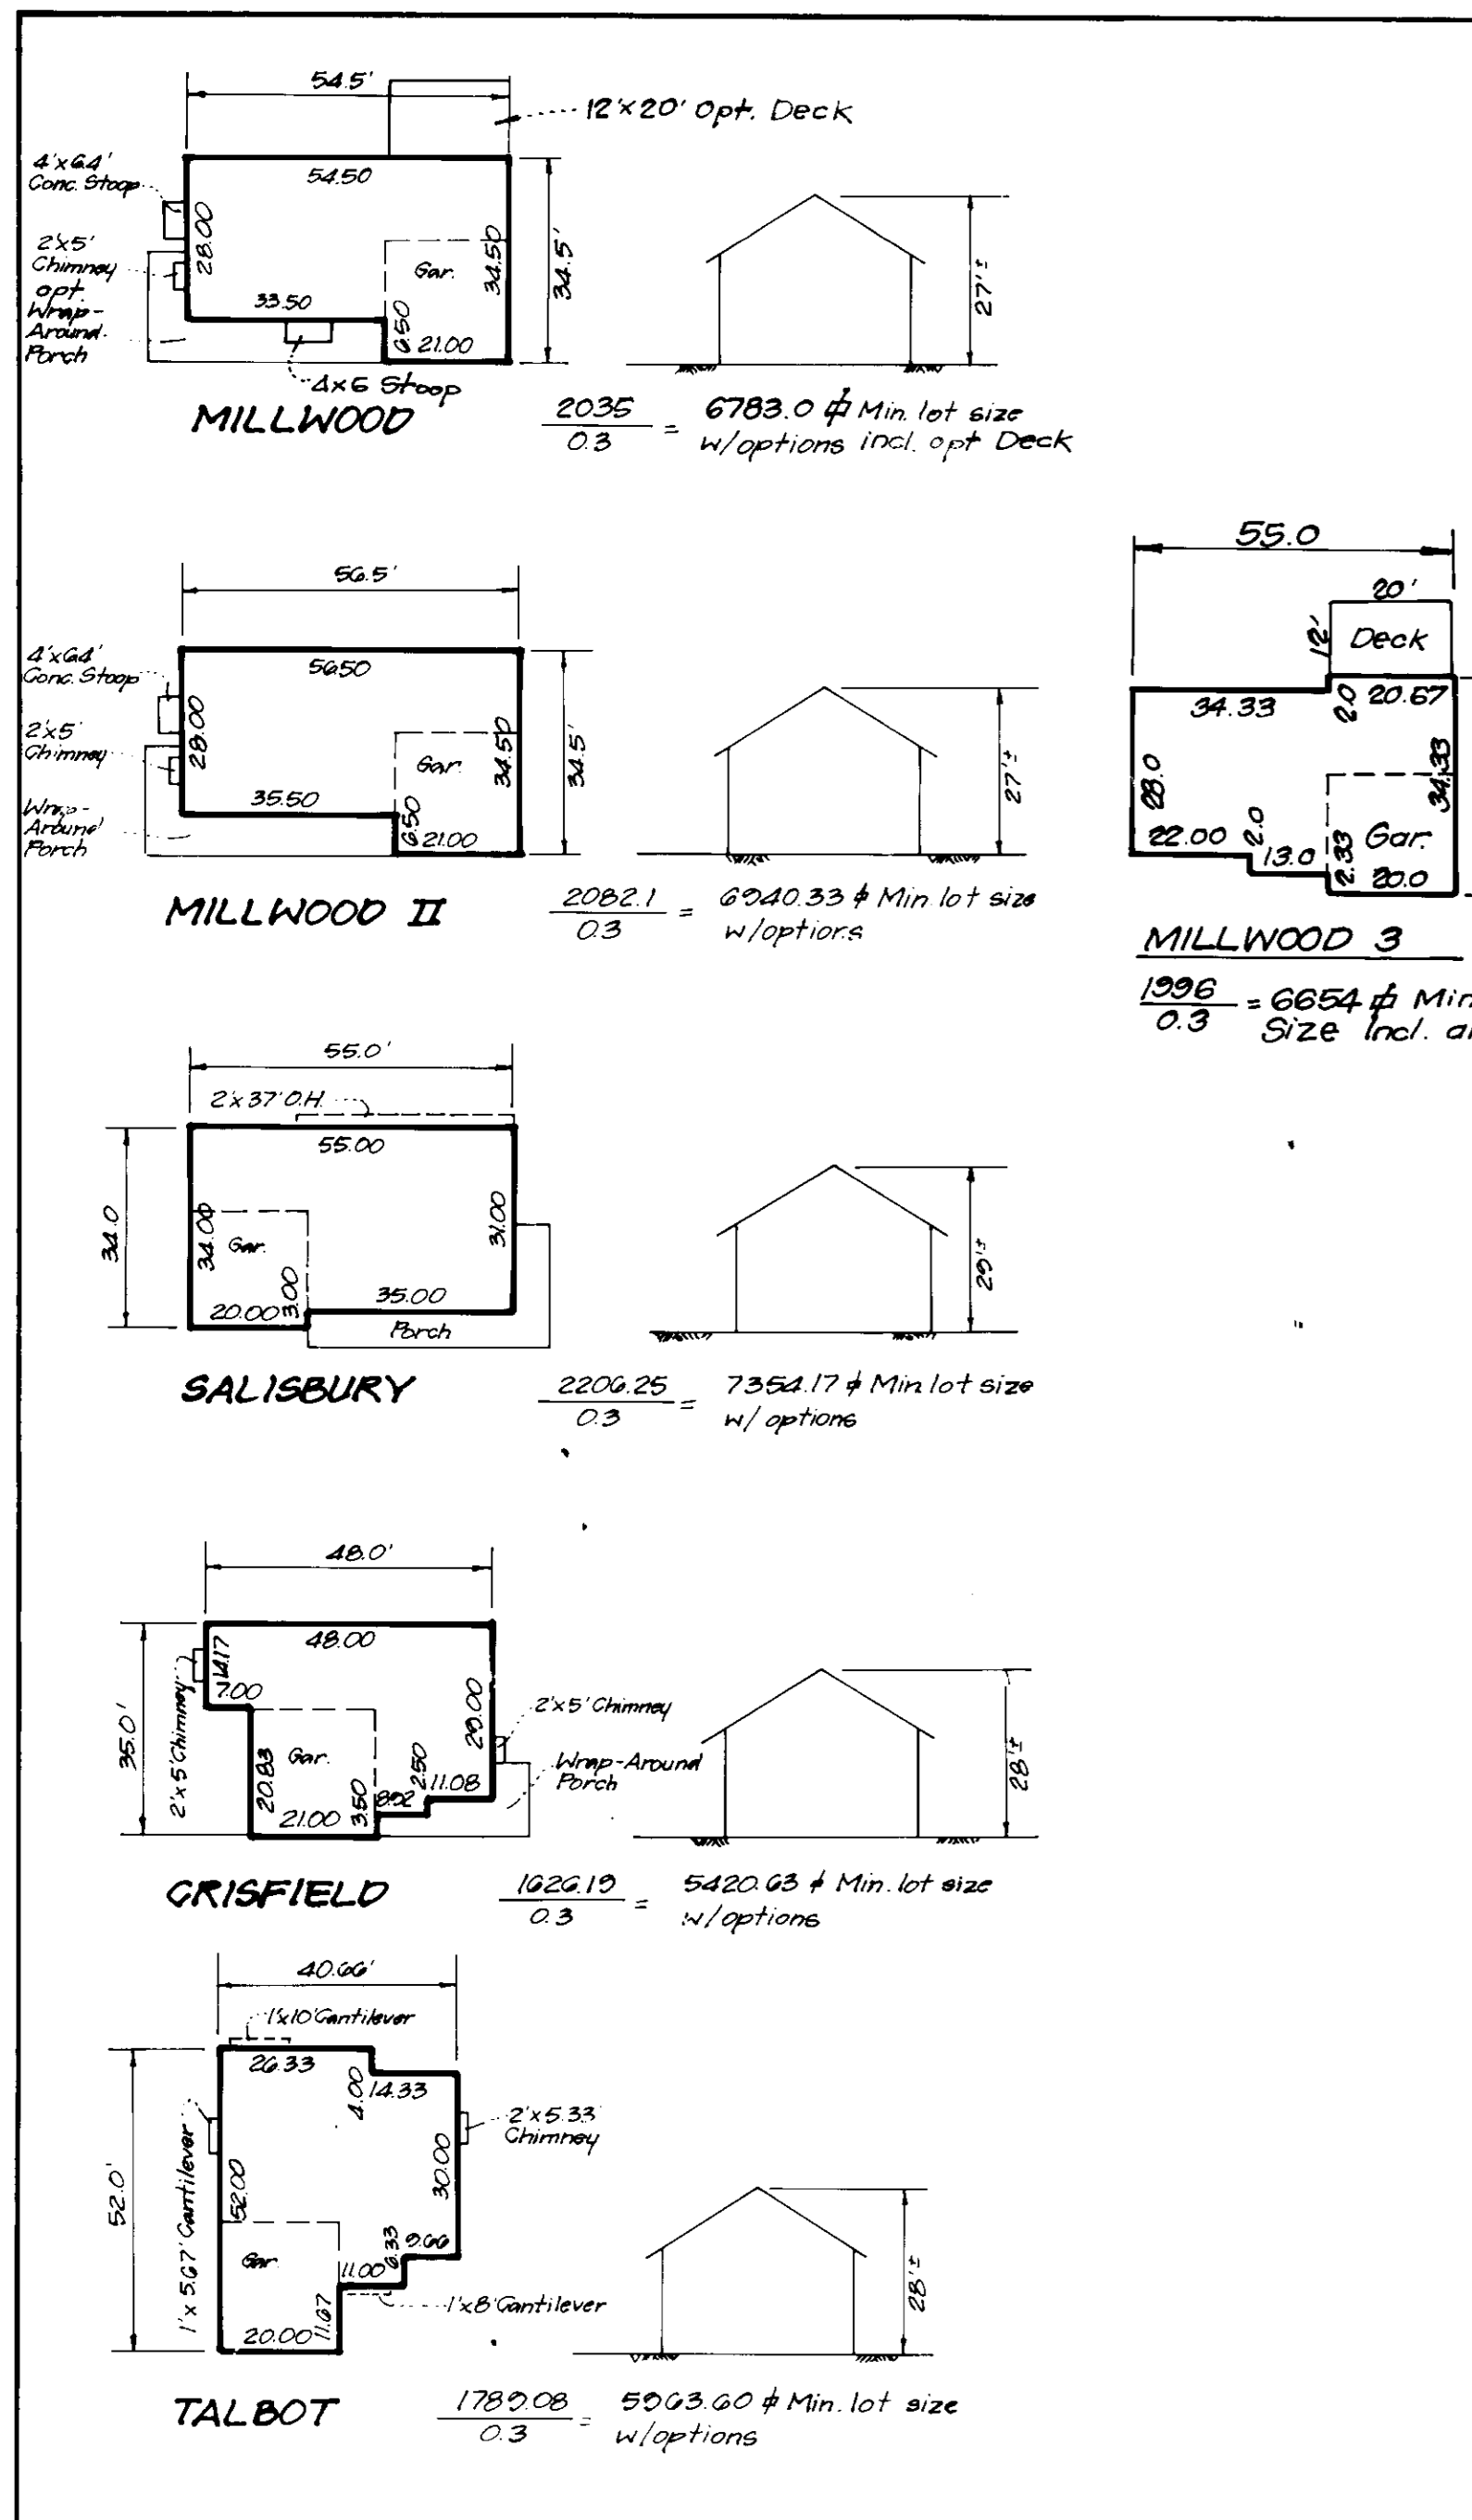 54.5'
12'x20' Opt. Deck
4'x6.4'
Conc. Stoop
54.50
28.00
2'x5'
Chimney
opt.
Wrap-
Around
Porch
Gar.
34.50
34.5'
33.50
6.50
21.00
4x6 Stoop
27'±
MILLWOOD
2035
0.3
=
6783.0 ⏍ Min. lot size
w/options incl. opt Deck
56.5'
4'x6.4'
Conc. Stoop
56.50
28.00
2'x5'
Chimney
Wrap-
Around
Porch
Gar.
34.50
34.5'
35.50
6.50
21.00
27'±
MILLWOOD II
2082.1
0.3
=
6940.33 ⏍ Min. lot size
w/options
55.0
20'
12'
Deck
34.33
2.0
20.67
28.0
34.33
22.00
2.0
13.0
2.33
Gar.
20.0
MILLWOOD 3
1996
0.3
= 6654 ⏍ Min
Size Incl. a
55.0'
2'x37' O.H.
55.00
34.0
34.00
Gar.
31.00
20.00
3.00
35.00
Porch
29'±
SALISBURY
2206.25
0.3
=
7354.17 ⏍ Min lot size
w/ options
48.0'
48.00
14.17
7.00
35.0'
2'x5' Chimney
Gar.
20.83
21.00
3.50
8.92
2.50
11.08
29.00
2'x5' Chimney
Wrap-Around
Porch
28'±
CRISFIELD
1626.19
0.3
=
5420.63 ⏍ Min. lot size
w/options
40.66'
1'x10' Cantilever
26.33
4.00
14.33
2'x5.33'
Chimney
52.0'
1'x5.67' Cantilever
52.00
30.00
Gar.
11.00
6.33
9.66
1'x8' Cantilever
20.00
11.67
28'±
TALBOT
1789.08
0.3
=
5963.60 ⏍ Min. lot size
w/options